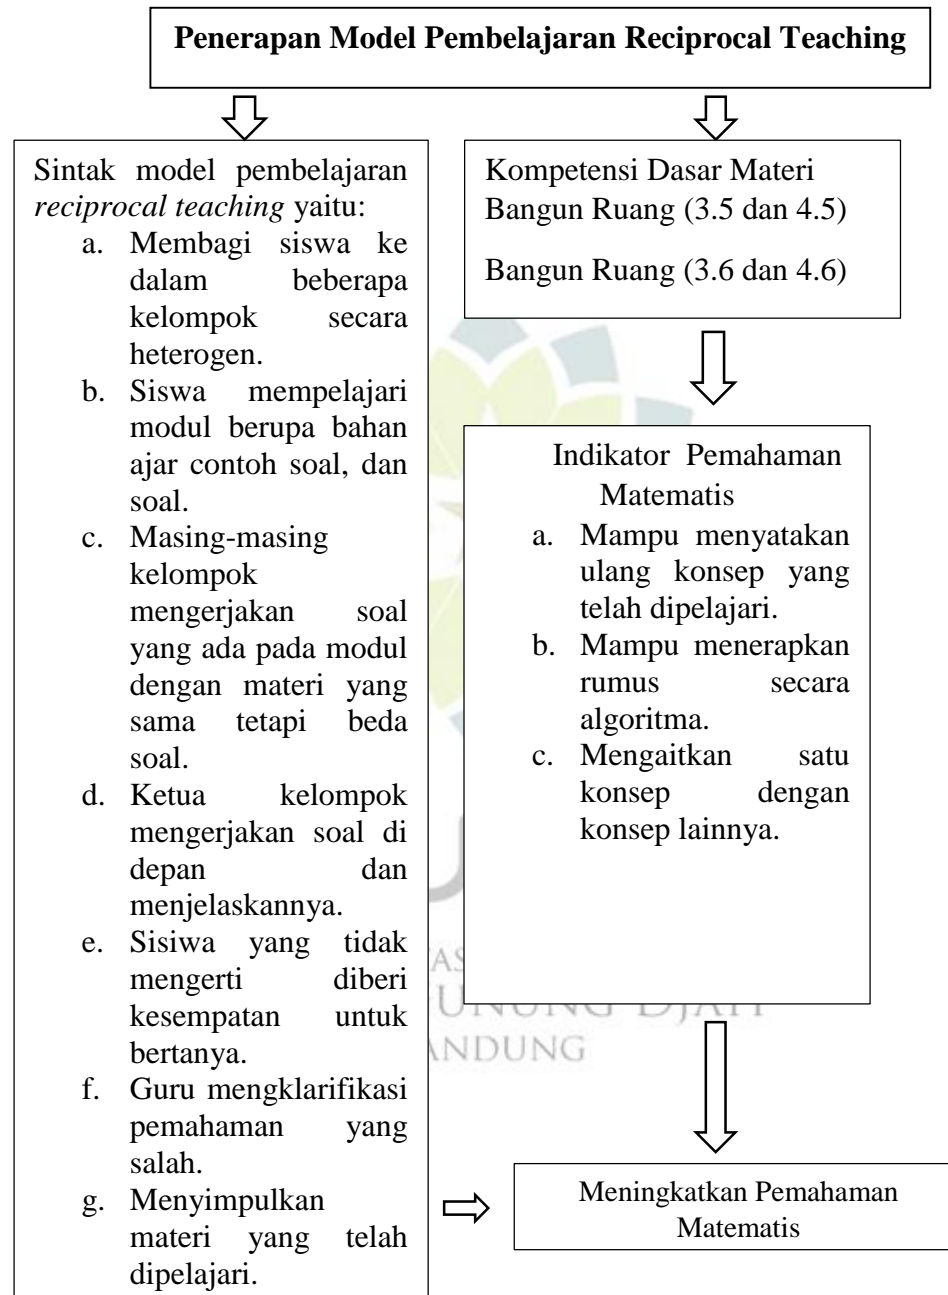 Penerapan Model Pembelajaran Reciprocal Teaching
Sintak model pembelajaran
reciprocal teaching yaitu:
a. Membagi siswa ke
dalam beberapa
kelompok secara
heterogen.
b. Siswa mempelajari
modul berupa bahan
ajar contoh soal, dan
soal.
c. Masing-masing
kelompok
mengerjakan soal
yang ada pada modul
dengan materi yang
sama tetapi beda
soal.
d. Ketua kelompok
mengerjakan soal di
depan dan
menjelaskannya.
e. Sisiwa yang tidak
mengerti diberi
kesempatan untuk
bertanya.
f. Guru mengklarifikasi
pemahaman yang
salah.
g. Menyimpulkan
materi yang telah
dipelajari.
Kompetensi Dasar Materi
Bangun Ruang (3.5 dan 4.5)
Bangun Ruang (3.6 dan 4.6)
Indikator Pemahaman
Matematis
a. Mampu menyatakan
ulang konsep yang
telah dipelajari.
b. Mampu menerapkan
rumus secara
algoritma.
c. Mengaitkan satu
konsep dengan
konsep lainnya.
Meningkatkan Pemahaman
Matematis